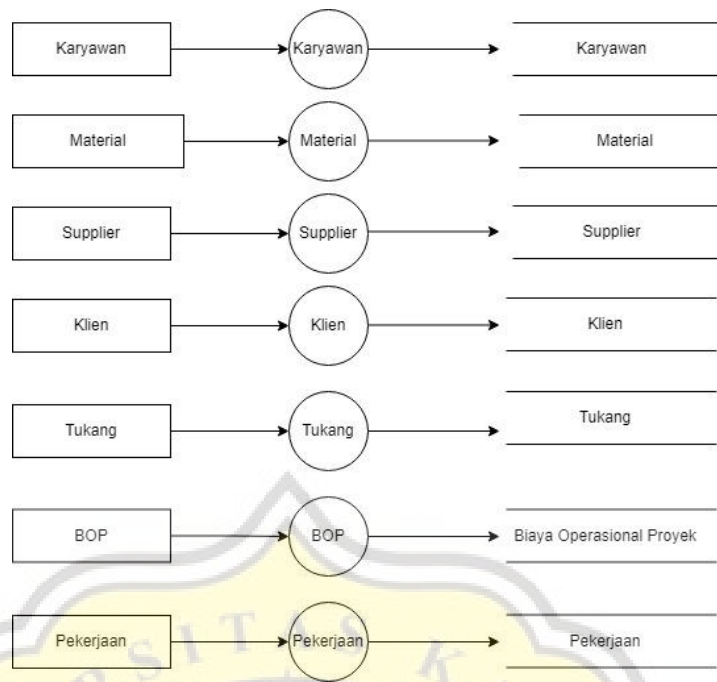 Karyawan Karyawan Karyawan
Material Material Material
Supplier Supplier Supplier
Klien Klien Klien
Tukang Tukang Tukang
BOP BOP Biaya Operasional Proyek
Pekerjaan Pekerjaan Pekerjaan
RSITAS K